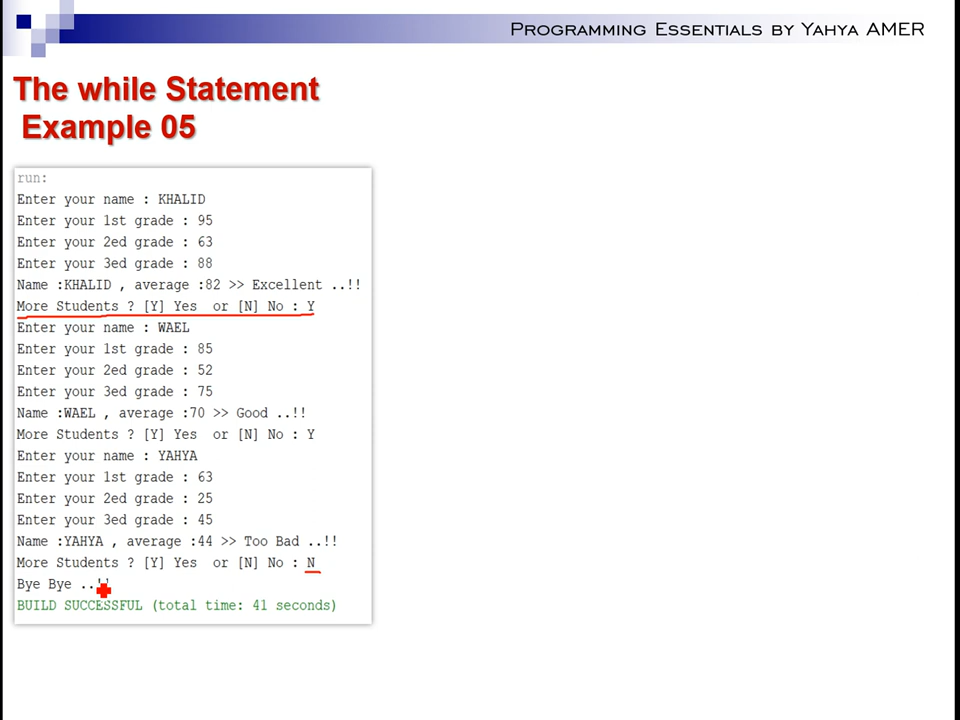 PROGRAMMING ESSENTIALS BY YAHYA AMER
The while Statement
Example 05
run:
Enter your name : KHALID
Enter your 1st grade : 95
Enter your 2ed grade : 63
Enter your 3ed grade : 88
Name :KHALID , average :82 >> Excellent ..!!
More Students ? [Y] Yes  or [N] No : Y
Enter your name : WAEL
Enter your 1st grade : 85
Enter your 2ed grade : 52
Enter your 3ed grade : 75
Name :WAEL , average :70 >> Good ..!!
More Students ? [Y] Yes  or [N] No : Y
Enter your name : YAHYA
Enter your 1st grade : 63
Enter your 2ed grade : 25
Enter your 3ed grade : 45
Name :YAHYA , average :44 >> Too Bad ..!!
More Students ? [Y] Yes  or [N] No : N
Bye Bye ..!!
BUILD SUCCESSFUL (total time: 41 seconds)